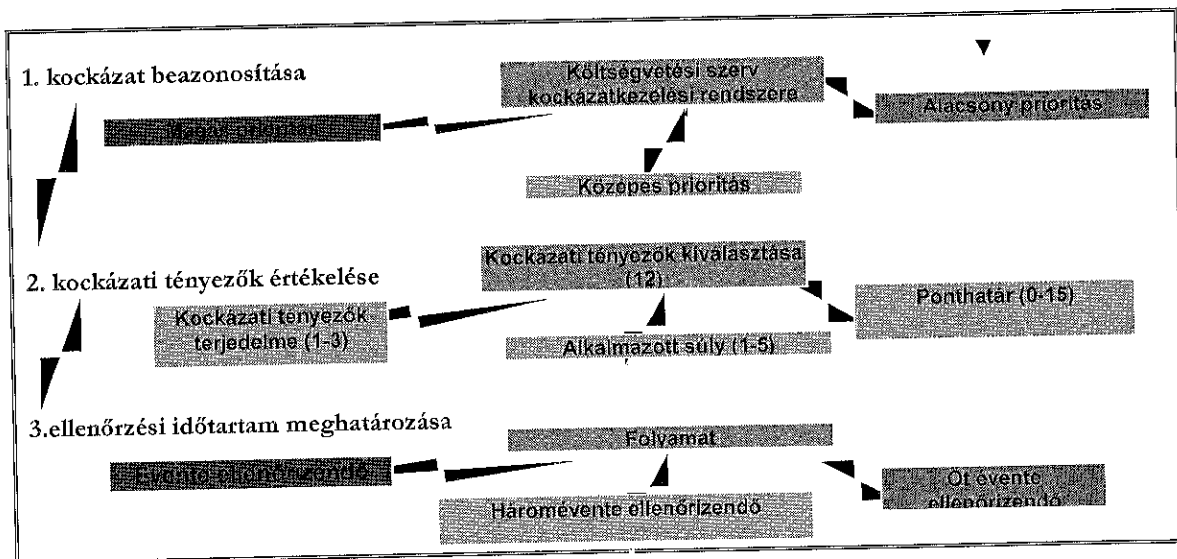 1. kockázat beazonosítása
Költségvetési szerv
kockázatkezelési rendszere
Magas prioritás
Alacsony prioritás
Közepes prioritás
2. kockázati tényezők értékelése
Kockázati tényezők kiválasztása
(12)
Kockázati tényezők
terjedelme (1-3)
Alkalmazott súly (1-5)
Ponthatár (0-15)
3.ellenőrzési időtartam meghatározása
Folyamat
Évente ellenőrizendő
Háromévente ellenőrizendő
Öt évente
ellenőrizendő